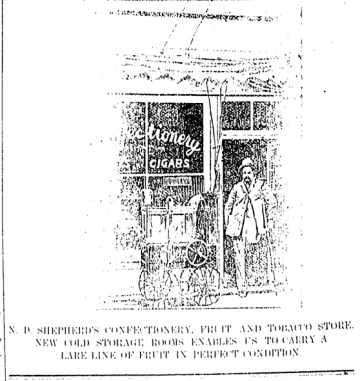 ctionery
CIGARS
N. D. SHEPHERD'S CONFECTIONERY, FRUIT AND TOBACCO STORE.
NEW COLD STORAGE ROOMS ENABLES US TO CARRY A
LARE LINE OF FRUIT IN PERFECT CONDITION.